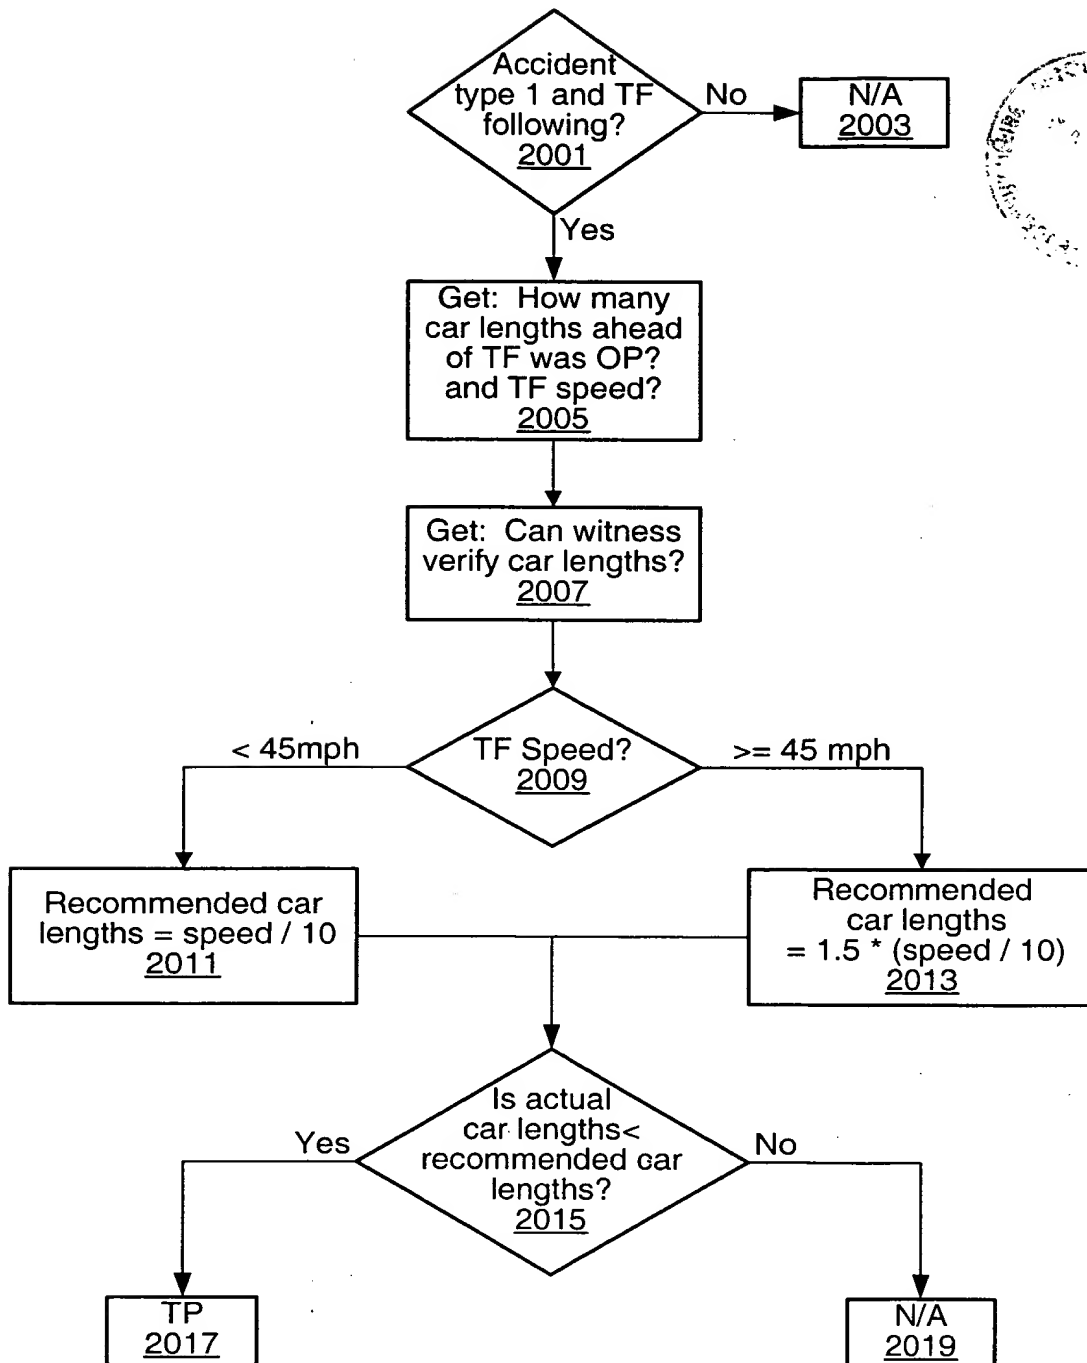 Accident
type 1 and TF
following?
2001
No
N/A
2003
Yes
Get: How many
car lengths ahead
of TF was OP?
and TF speed?
2005
Get: Can witness
verify car lengths?
2007
< 45mph
TF Speed?
2009
>= 45 mph
Recommended car
lengths = speed / 10
2011
Recommended
car lengths
= 1.5 * (speed / 10)
2013
Is actual
car lengths<
recommended car
lengths?
2015
Yes
No
TP
2017
N/A
2019